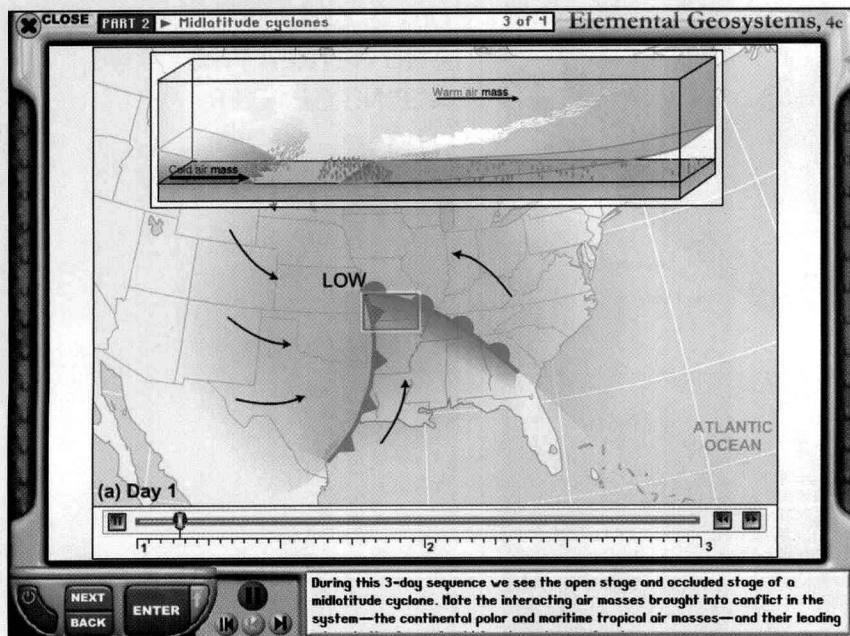 CLOSE PART 2 ▶ Midlatitude cyclones 3 of 4 Elemental Geosystems, 4e
Warm air mass
Cold air mass
LOW
ATLANTIC
OCEAN
(a) Day 1
1 2 3
NEXT
BACK
ENTER
During this 3-day sequence we see the open stage and occluded stage of a
midlatitude cyclone. Note the interacting air masses brought into conflict in the
system—the continental polar and maritime tropical air masses—and their leading